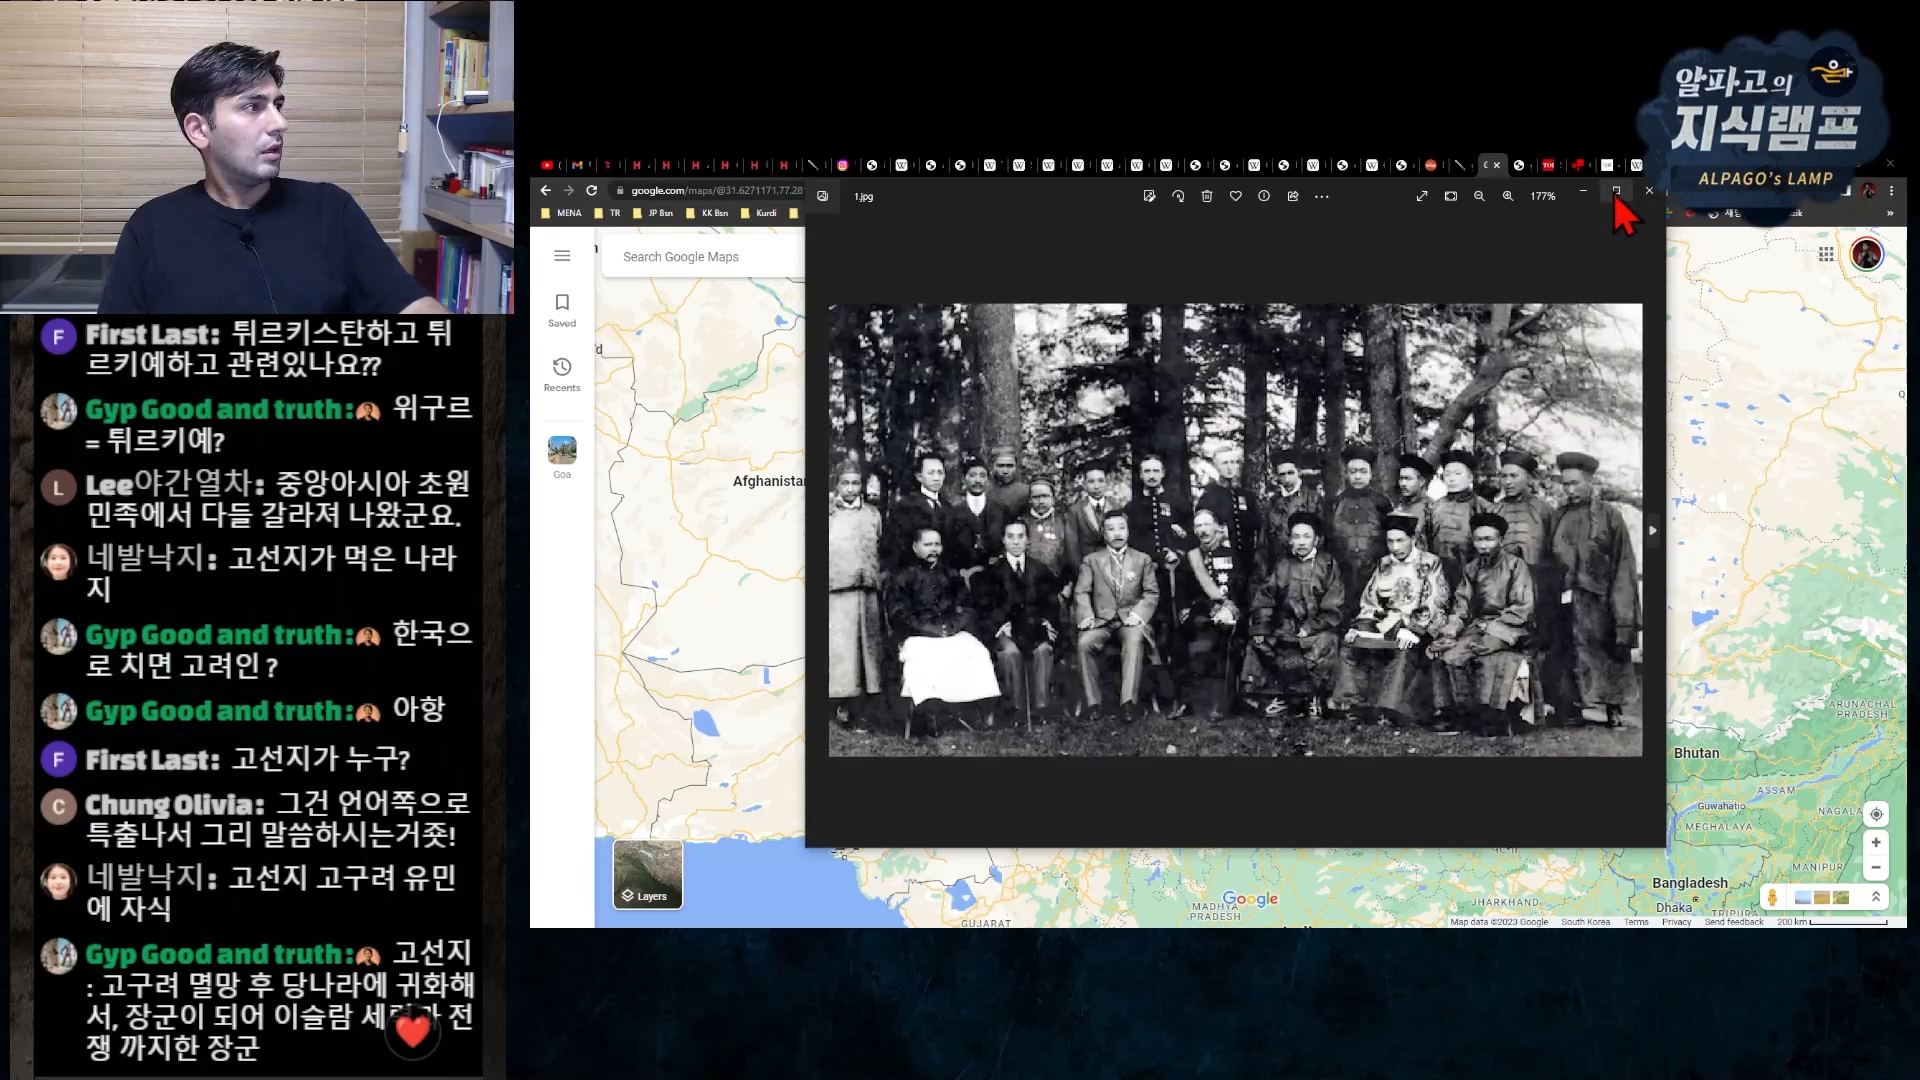 First Last: 튀르키스탄하고 튀
르키예하고 관련있나요??
Gyp Good and truth: 위구르
= 튀르키예?
Lee야간열차: 중앙아시아 초원
민족에서 다들 갈라져 나왔군요.
네발낙지: 고선지가 먹은 나라
지
Gyp Good and truth: 한국으
로 치면 고려인?
Gyp Good and truth: 아항
First Last: 고선지가 누구?
Chung Olivia: 그건 언어쪽으로
특출나서 그리 말씀하시는거죳!
네발낙지: 고선지 고구려 유민
에 자식
Gyp Good and truth: 고선지
: 고구려 멸망 후 당나라에 귀화해
서, 장군이 되어 이슬람 전
쟁 까지한 장군
F
L
F
C
알파고의
지식램프
ALPAGO's LAMP
google.com/maps/@31.6271171,77.28
MENA TR JP Bsn KK Bsn Kurdi
1.jpg
177%
Search Google Maps
Saved
Recents
Goa
Afghanista
Layers
GUJARAT
MADHYA
PRADESH
Google
JHARKHAND
ARUNACHAL
PRADESH
Bhutan
ASSAM
Guwahati
NAGALA
MEGHALAYA
MANIPUR
Bangladesh
Dhaka
TRIPURA
Map data ©2023 Google South Korea Terms Privacy Send feedback 200 km